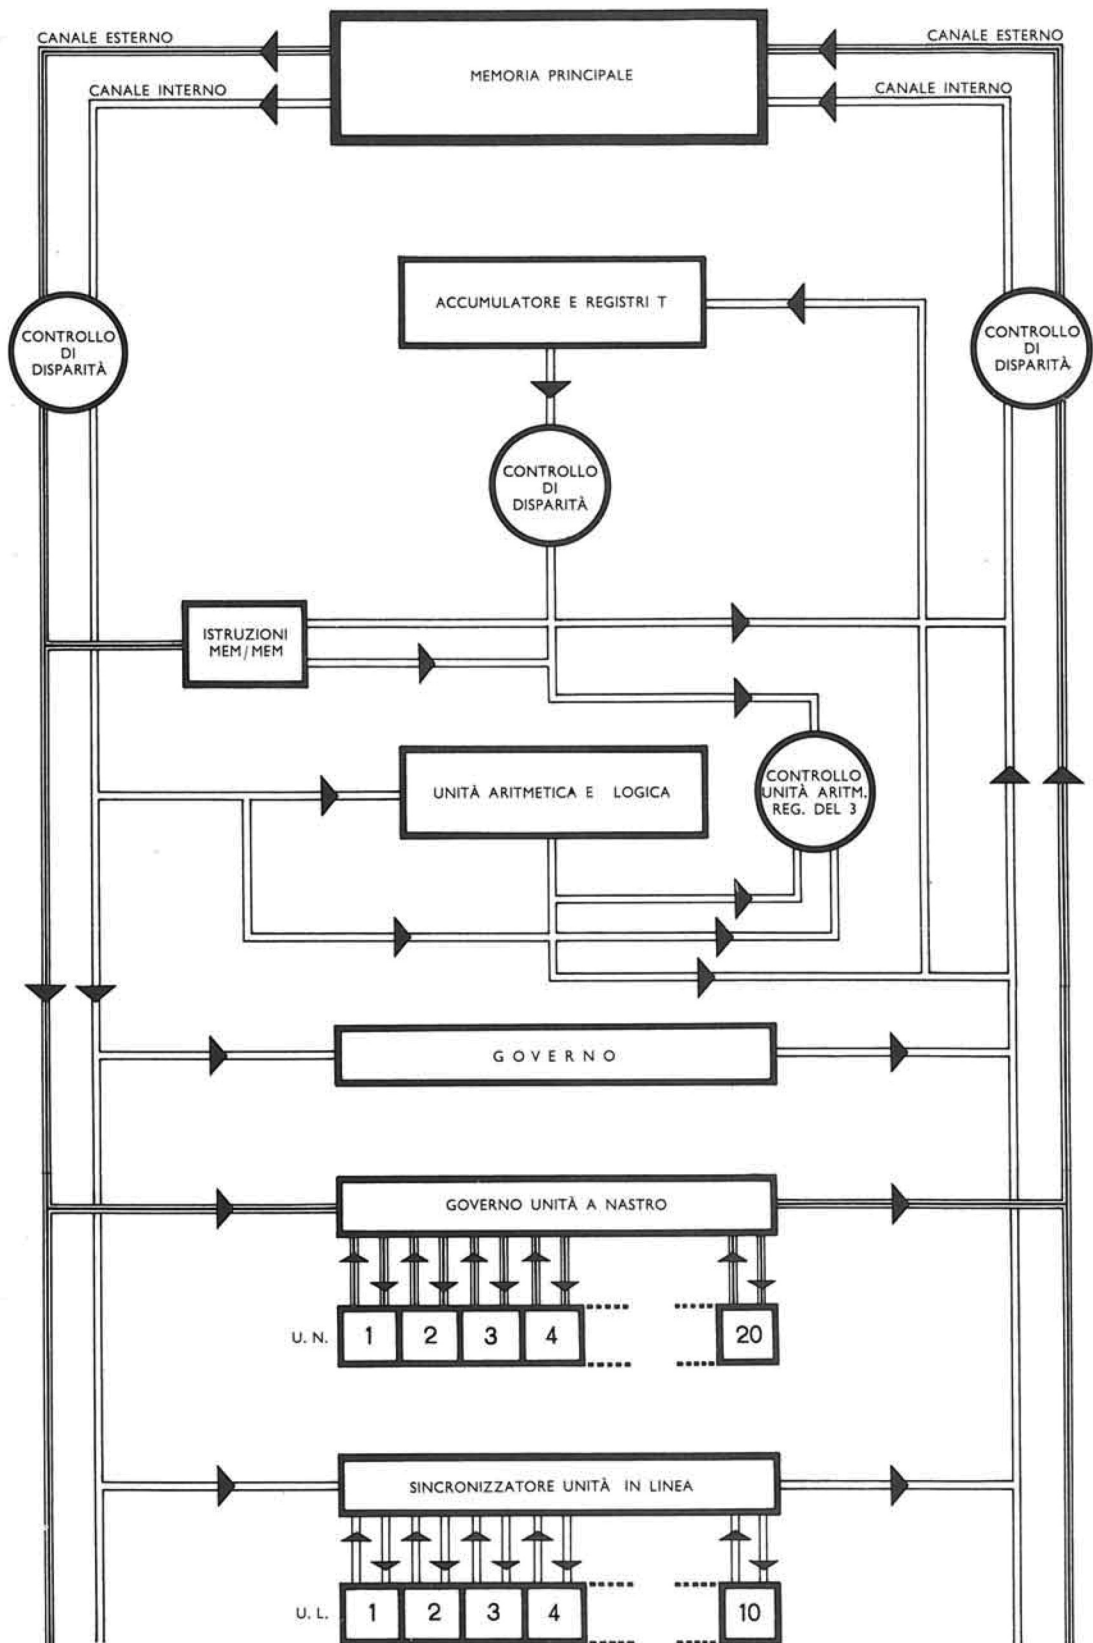 CANALE ESTERNO
CANALE ESTERNO
MEMORIA PRINCIPALE
CANALE INTERNO
CANALE INTERNO
ACCUMULATORE E REGISTRI T
CONTROLLO
DI
DISPARITÀ
CONTROLLO
DI
DISPARITÀ
CONTROLLO
DI
DISPARITÀ
ISTRUZIONI
MEM/MEM
UNITÀ ARITMETICA E LOGICA
CONTROLLO
UNITÀ ARITM.
REG. DEL 3
GOVERNO
GOVERNO UNITÀ A NASTRO
U. N. 1 2 3 4 20
SINCRONIZZATORE UNITÀ IN LINEA
U. L. 1 2 3 4 10